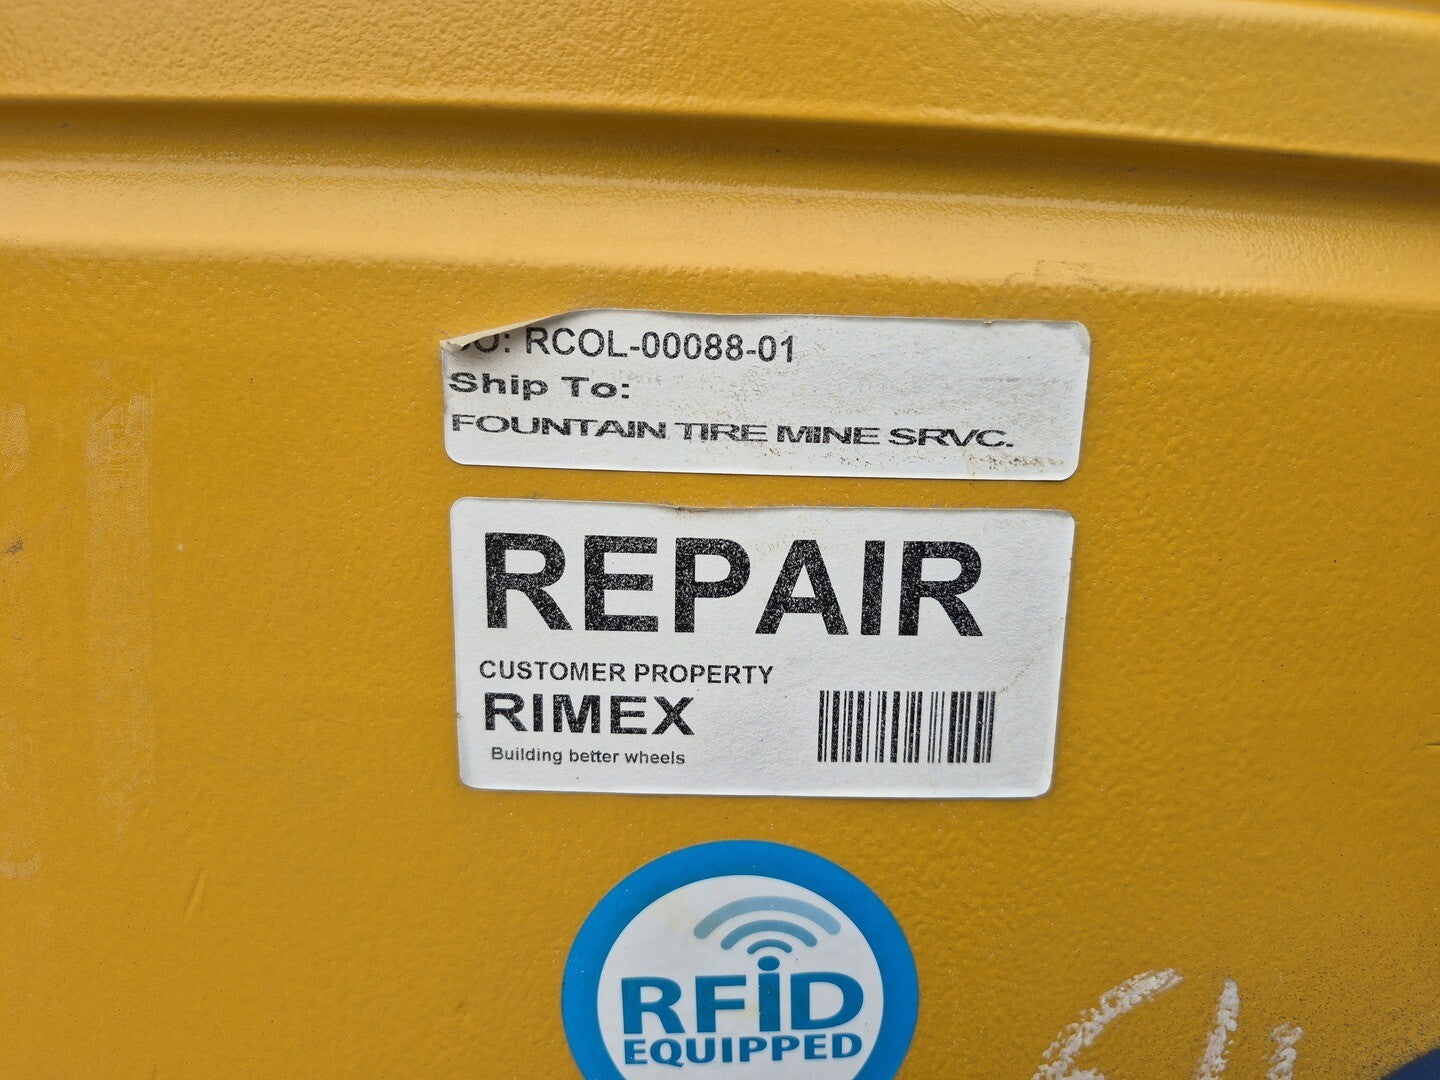 O: RCOL-00088-01
Ship To:
FOUNTAIN TIRE MINE SRVC.
REPAIR
CUSTOMER PROPERTY
RIMEX
Building better wheels
RFiD
EQUIPPED